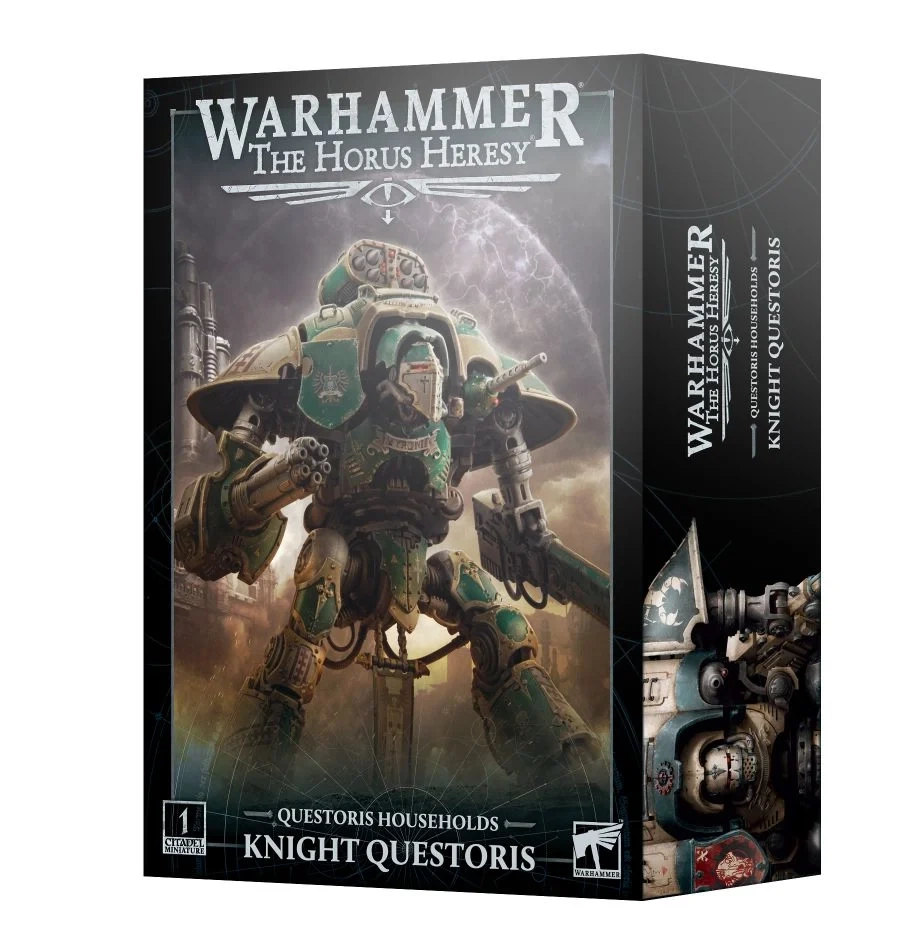 WARHAMMER®
THE HORUS HERESY®
QUESTORIS HOUSEHOLDS
KNIGHT QUESTORIS
1
CITADEL
MINIATURE
WARHAMMER™
WARHAMMER
THE HORUS HERESY
QUESTORIS HOUSEHOLDS
KNIGHT QUESTORIS